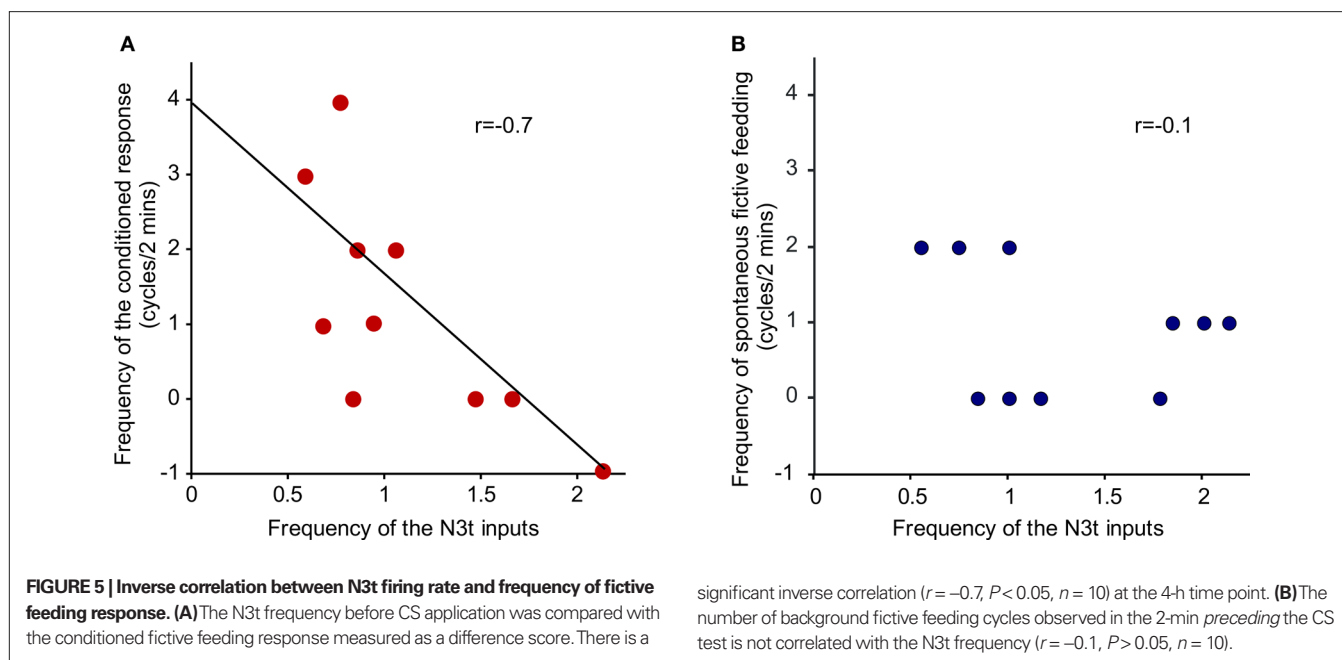 A
Frequency of the conditioned response
(cycles/2 mins)
4
3
2
1
0
-1
r=-0.7
0 0.5 1 1.5 2
Frequency of the N3t inputs
B
Frequency of spontaneous fictive feedding
(cycles/2 mins)
4
3
2
1
0
-1
r=-0.1
0 0.5 1 1.5 2
Frequency of the N3t inputs
FIGURE 5 | Inverse correlation between N3t firing rate and frequency of fictive
feeding response. (A) The N3t frequency before CS application was compared with
the conditioned fictive feeding response measured as a difference score. There is a
significant inverse correlation (r = –0.7, P < 0.05, n = 10) at the 4-h time point. (B) The
number of background fictive feeding cycles observed in the 2-min preceding the CS
test is not correlated with the N3t frequency (r = –0.1, P > 0.05, n = 10).